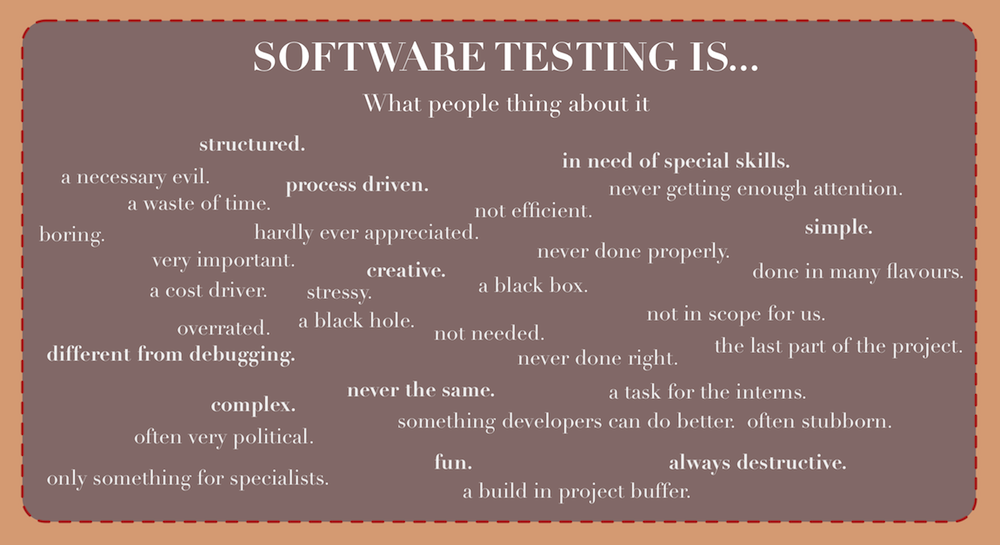 SOFTWARE TESTING IS...
What people thing about it
structured.
in need of special skills.
a necessary evil.
process driven.
never getting enough attention.
a waste of time.
not efficient.
simple.
boring.
hardly ever appreciated.
never done properly.
very important.
creative.
done in many flavours.
a cost driver.
stressy.
a black box.
overrated.
a black hole.
not in scope for us.
not needed.
different from debugging.
never done right.
the last part of the project.
never the same.
a task for the interns.
complex.
something developers can do better.
often stubborn.
often very political.
fun.
always destructive.
only something for specialists.
a build in project buffer.